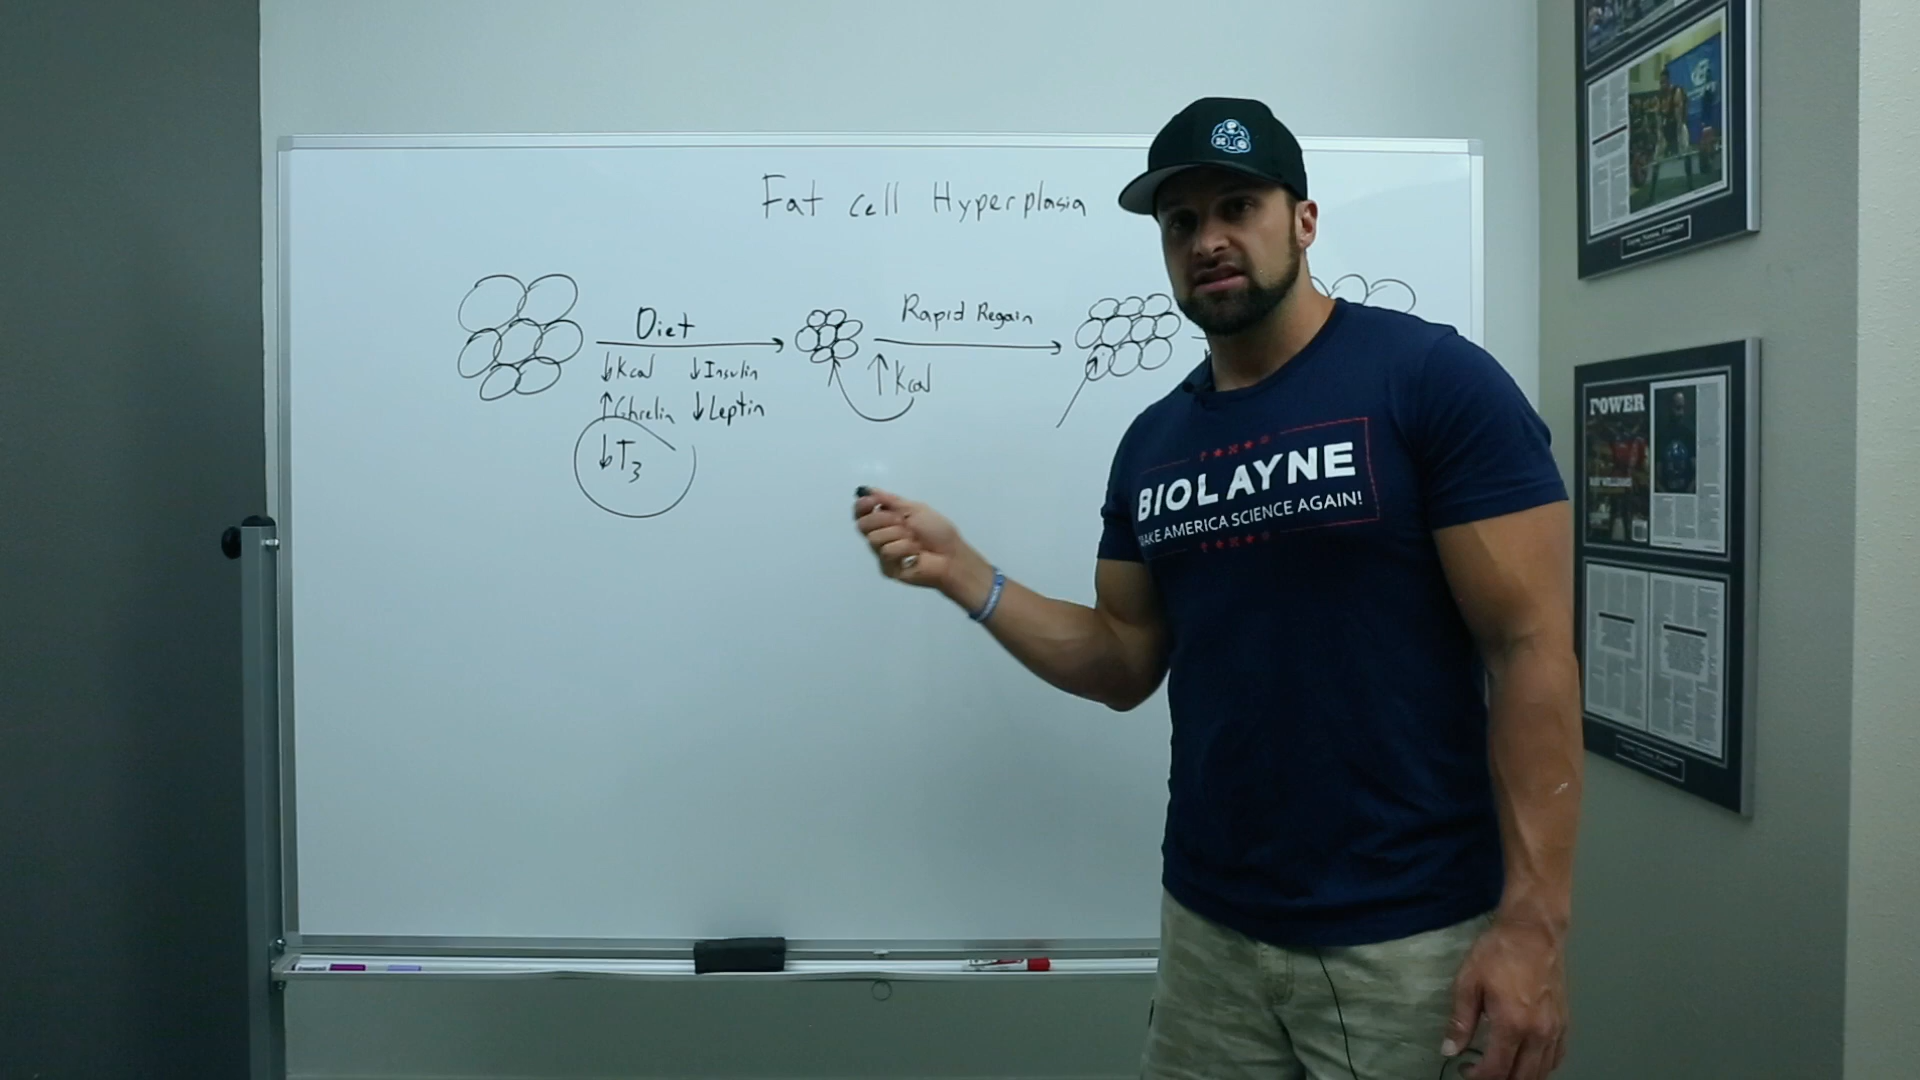 Fat cell Hyperplasia
Diet
↓Kcal ↓Insulin
↑Ghrelin ↓Leptin
↓T3
Rapid Regain
↑Kcal
BIOLAYNE
MAKE AMERICA SCIENCE AGAIN!
POWER